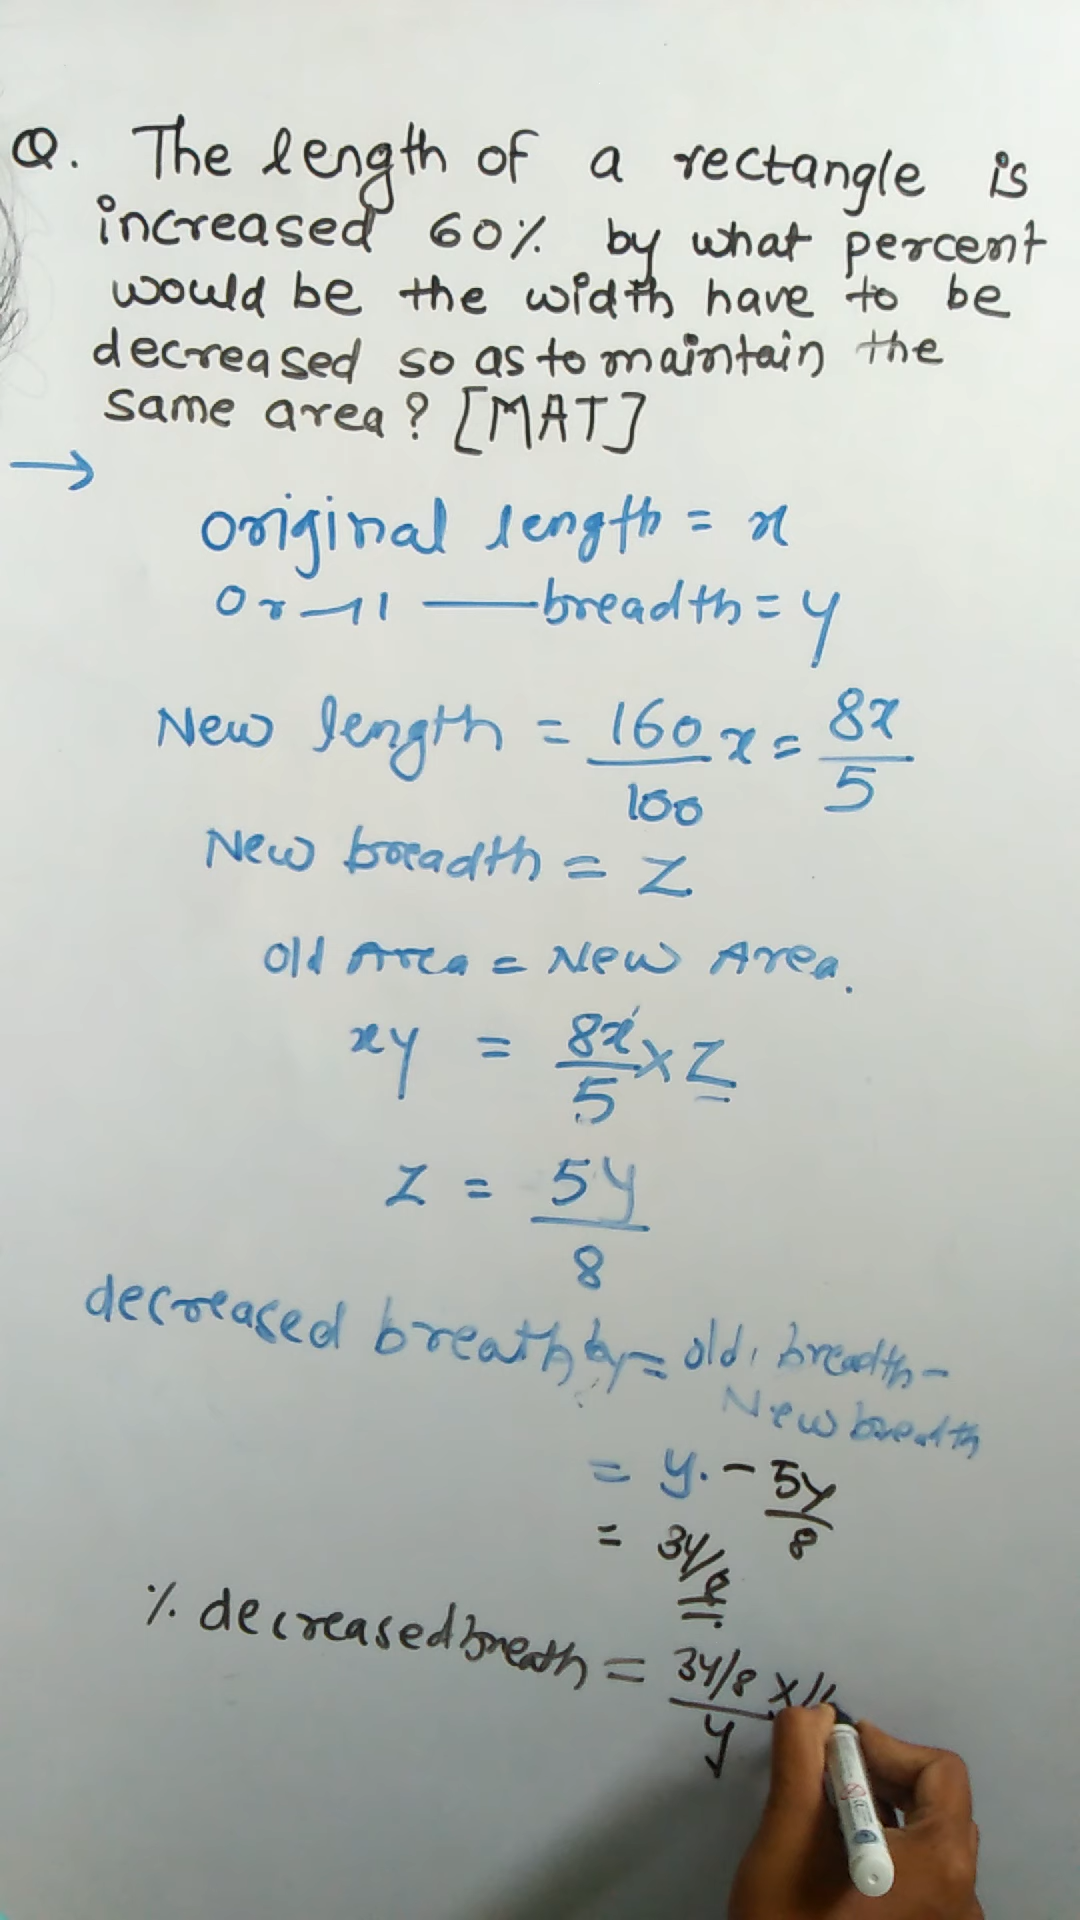 Q. The length of a rectangle is
increased 60% by what percent
would be the width have to be
decreased so as to maintain the
same area? [MAT]
→
original length = x
Or—11 —— breadth = y
New length = 160/100 x = 8x/5
New breadth = Z
Old Area = New Area.
xy = 8x/5 × Z
Z = 5y/8
decreased breath by = old breadth -
New breadth
= y. - 5y/8
= 3y/8
% decreased breath = 3y/8 / y ×